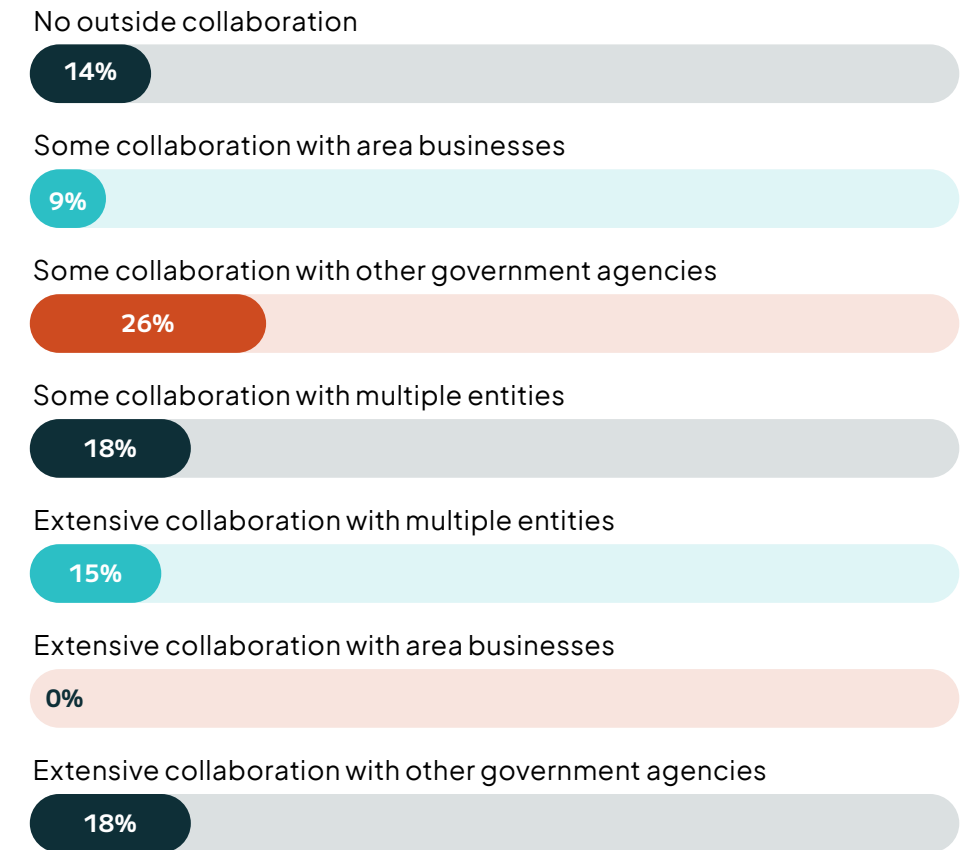 No outside collaboration
14%
Some collaboration with area businesses
9%
Some collaboration with other government agencies
26%
Some collaboration with multiple entities
18%
Extensive collaboration with multiple entities
15%
Extensive collaboration with area businesses
0%
Extensive collaboration with other government agencies
18%